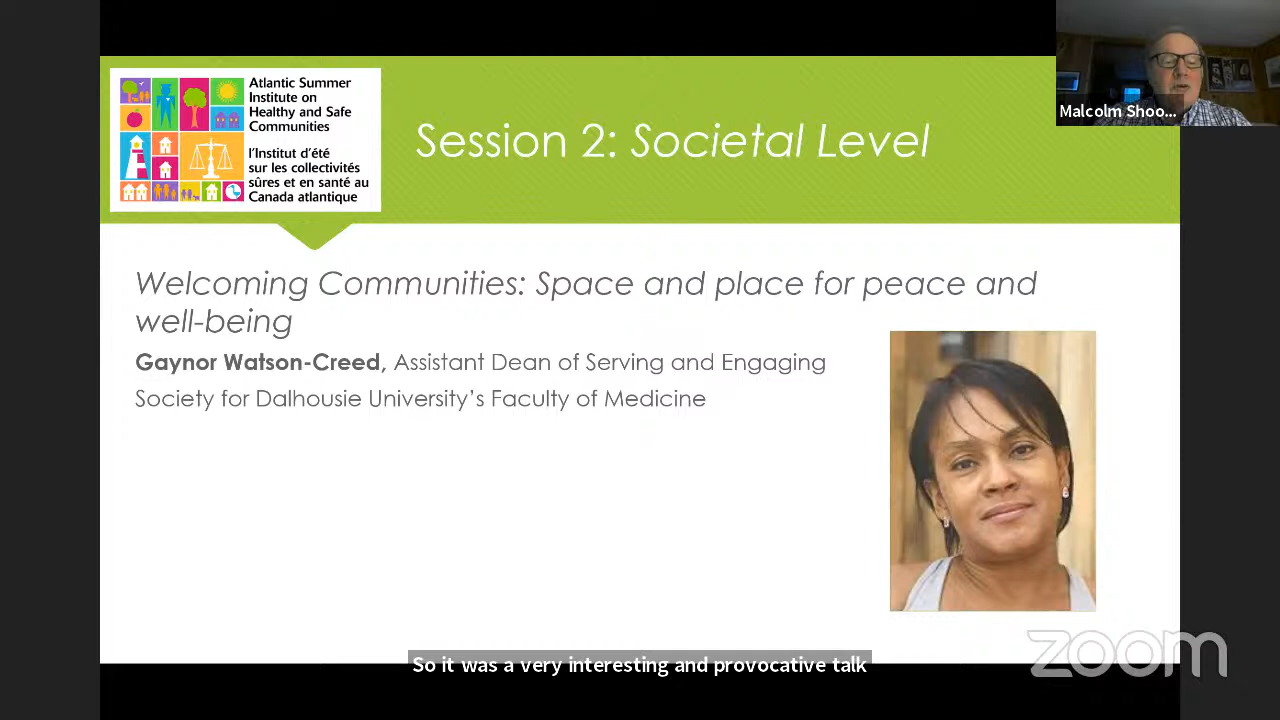 Atlantic Summer
Institute on
Healthy and Safe
Communities
l'Institut d'été
sur les collectivités
sûres et en santé au
Canada atlantique
Session 2: Societal Level
Malcolm Shoo...
Welcoming Communities: Space and place for peace and
well-being
Gaynor Watson-Creed, Assistant Dean of Serving and Engaging
Society for Dalhousie University's Faculty of Medicine
So it was a very interesting and provocative talk
zoom